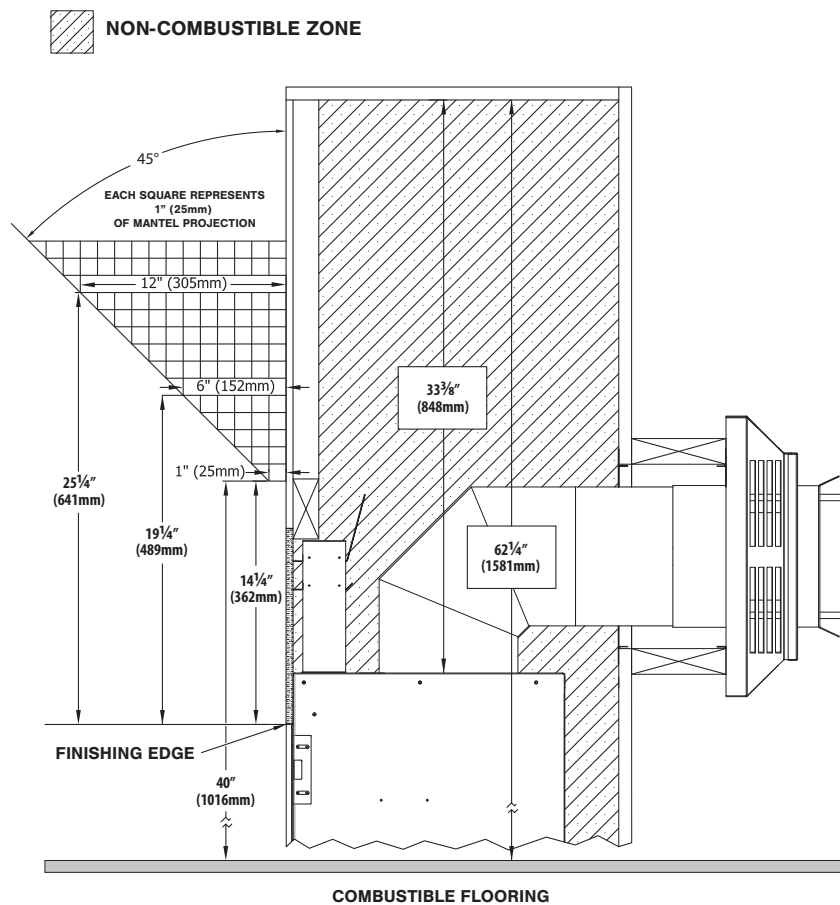 NON-COMBUSTIBLE ZONE
45°
EACH SQUARE REPRESENTS
1" (25mm)
OF MANTEL PROJECTION
12" (305mm)
6" (152mm)
1" (25mm)
33⅜"
(848mm)
25¼"
(641mm)
19¼"
(489mm)
14¼"
(362mm)
62¼"
(1581mm)
FINISHING EDGE
40"
(1016mm)
COMBUSTIBLE FLOORING